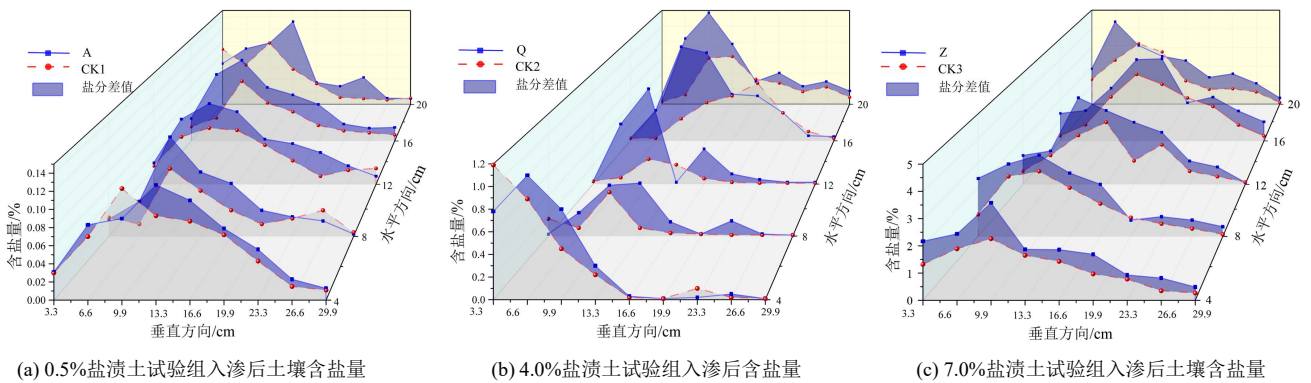 A
CK1
盐分差值
0.14
0.12
0.10
0.08
0.06
0.04
0.02
0.00
含盐量/%
3.3 6.6 9.9 13.3 16.6 19.9 23.3 26.6 29.9
垂直方向/cm
4
8
12
16
20
水平方向/cm
(a) 0.5%盐渍土试验组入渗后土壤含盐量
Q
CK2
盐分差值
1.2
1.0
0.8
0.6
0.4
0.2
0.0
含盐量/%
3.3 6.6 9.9 13.3 16.6 19.9 23.3 26.6 29.9
垂直方向/cm
4
8
12
16
20
水平方向/cm
(b) 4.0%盐渍土试验组入渗后含盐量
Z
CK3
盐分差值
5
4
3
2
1
0
含盐量/%
3.3 6.6 9.9 13.3 16.6 19.9 23.3 26.6 29.9
垂直方向/cm
4
8
12
16
20
水平方向/cm
(c) 7.0%盐渍土试验组入渗后土壤含盐量